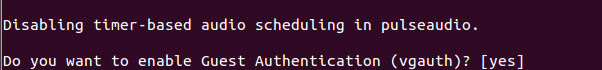 Disabling timer-based audio scheduling in pulseaudio.
Do you want to enable Guest Authentication (vgauth)? [yes]